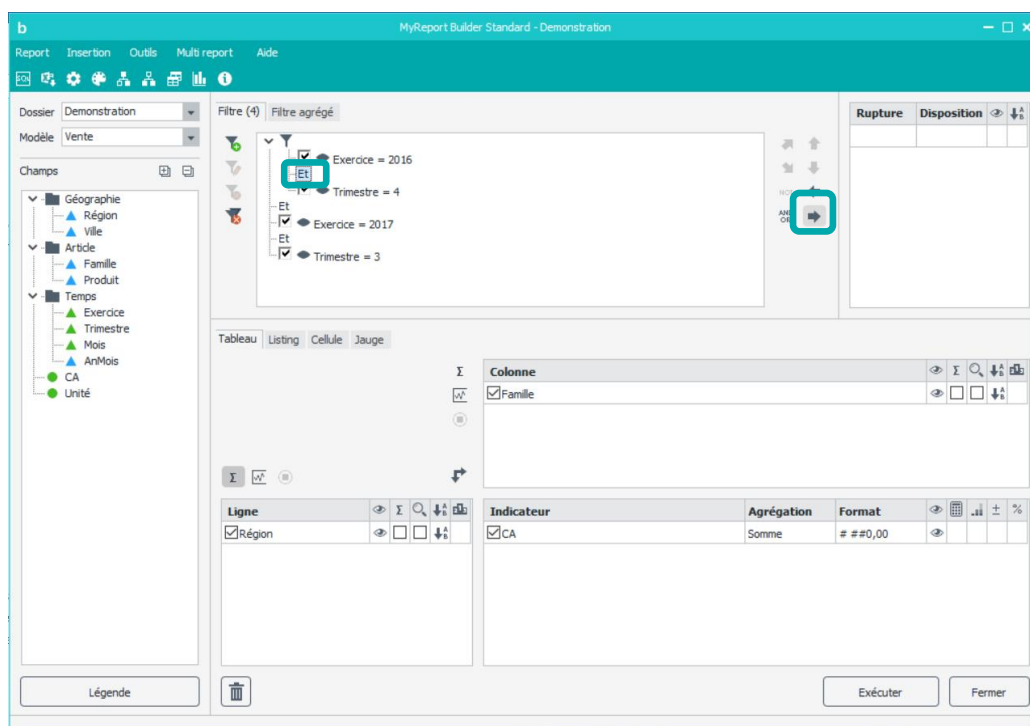 b MyReport Builder Standard - Demonstration
Report Insertion Outils Multi report Aide
Dossier Demonstration
Modèle Vente
Champs
Géographie
Région
Ville
Article
Famille
Produit
Temps
Exercice
Trimestre
Mois
AnMois
CA
Unité
Légende
Filtre (4) Filtre agrégé
Exercice = 2016
Et
Trimestre = 4
Et
Exercice = 2017
Et
Trimestre = 3
Rupture Disposition
Tableau Listing Cellule Jauge
Σ Colonne Σ
Famille
Σ
Ligne Σ
Région
Indicateur Agrégation Format ± %
CA Somme # ##0,00
Exécuter Fermer